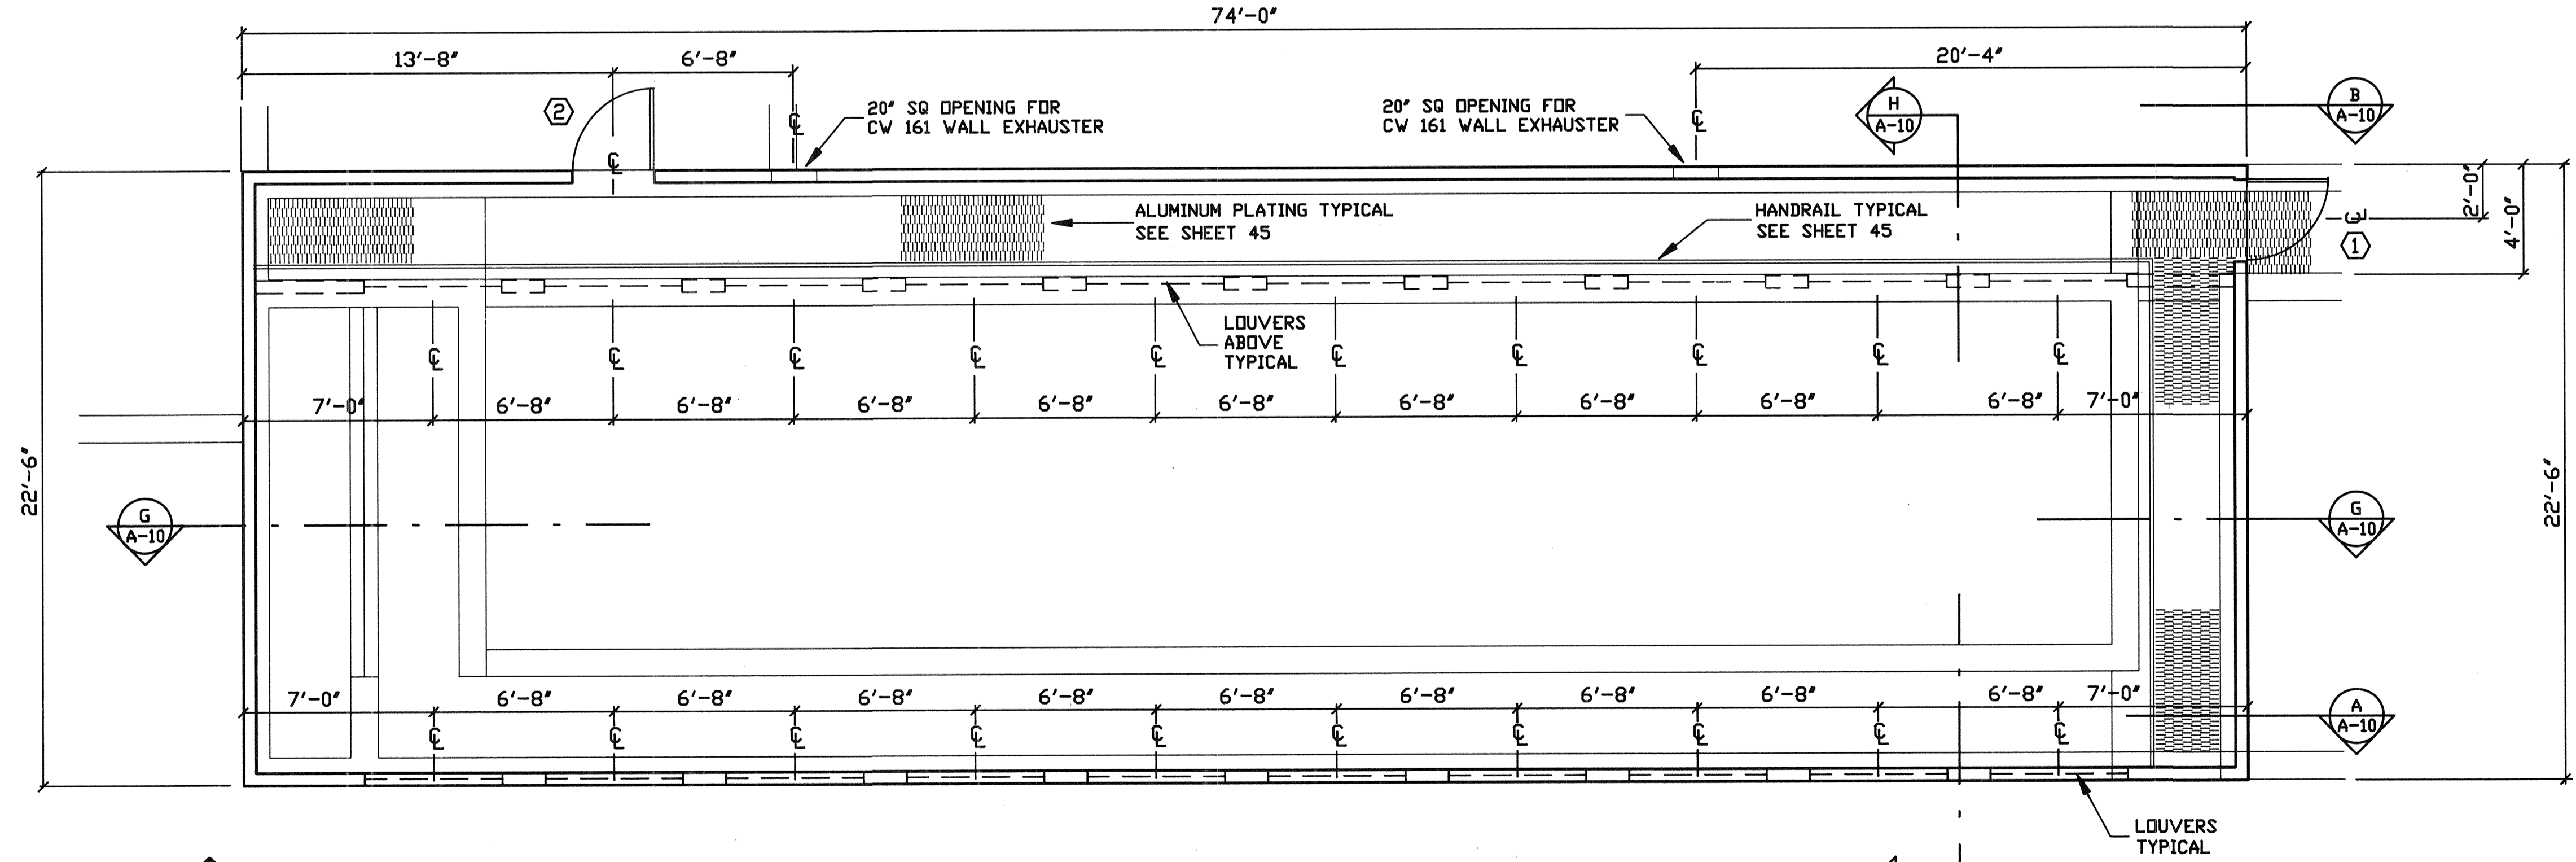 74'-0"
13'-8"
6'-8"
20'-4"
2
20" SQ OPENING FOR
CW 161 WALL EXHAUSTER
20" SQ OPENING FOR
CW 161 WALL EXHAUSTER
H
A-10
B
A-10
℄
℄
℄
2'-0"
4'-0"
℄
1
ALUMINUM PLATING TYPICAL
SEE SHEET 45
HANDRAIL TYPICAL
SEE SHEET 45
LOUVERS
ABOVE
TYPICAL
℄ ℄ ℄ ℄ ℄ ℄ ℄ ℄ ℄ ℄
7'-0" 6'-8" 6'-8" 6'-8" 6'-8" 6'-8" 6'-8" 6'-8" 6'-8" 6'-8" 7'-0"
22'-6"
22'-6"
G
A-10
G
A-10
7'-0" 6'-8" 6'-8" 6'-8" 6'-8" 6'-8" 6'-8" 6'-8" 6'-8" 6'-8" 7'-0"
℄ ℄ ℄ ℄ ℄ ℄ ℄ ℄ ℄ ℄
A
A-10
LOUVERS
TYPICAL